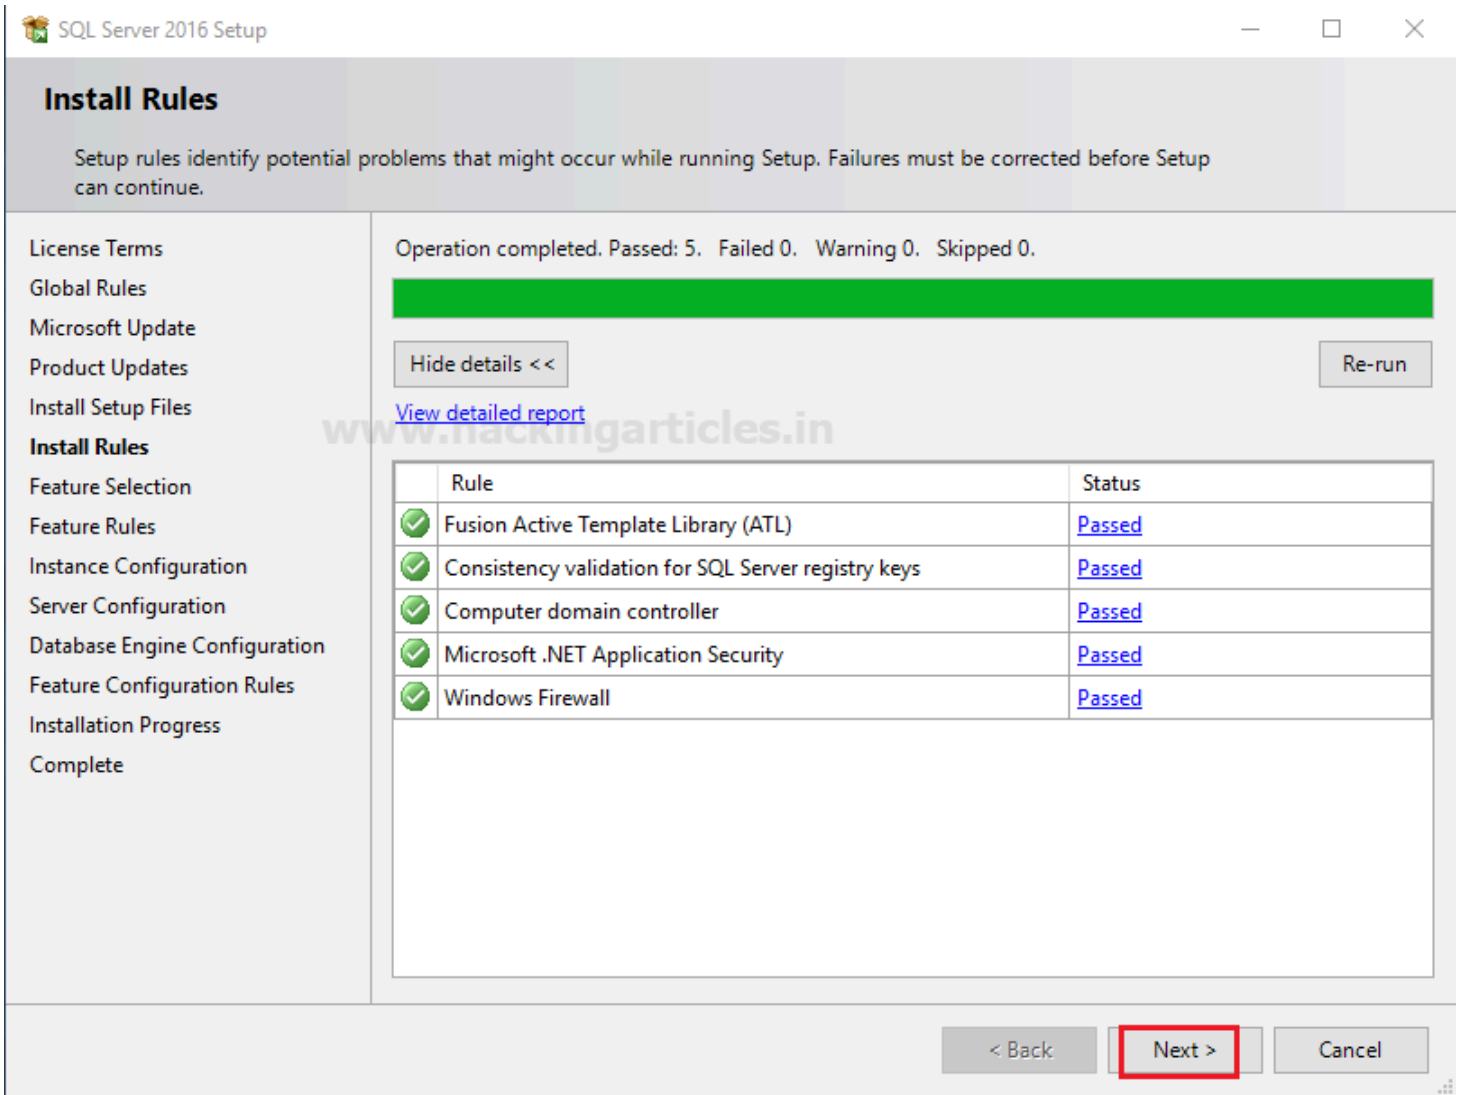 SQL Server 2016 Setup
Install Rules
Setup rules identify potential problems that might occur while running Setup. Failures must be corrected before Setup
can continue.
License Terms
Global Rules
Microsoft Update
Product Updates
Install Setup Files
Install Rules
Feature Selection
Feature Rules
Instance Configuration
Server Configuration
Database Engine Configuration
Feature Configuration Rules
Installation Progress
Complete
Operation completed. Passed: 5. Failed 0. Warning 0. Skipped 0.
Hide details << Re-run
View detailed report
www.hackingarticles.in
Rule Status
Fusion Active Template Library (ATL) Passed
Consistency validation for SQL Server registry keys Passed
Computer domain controller Passed
Microsoft .NET Application Security Passed
Windows Firewall Passed
< Back Next > Cancel